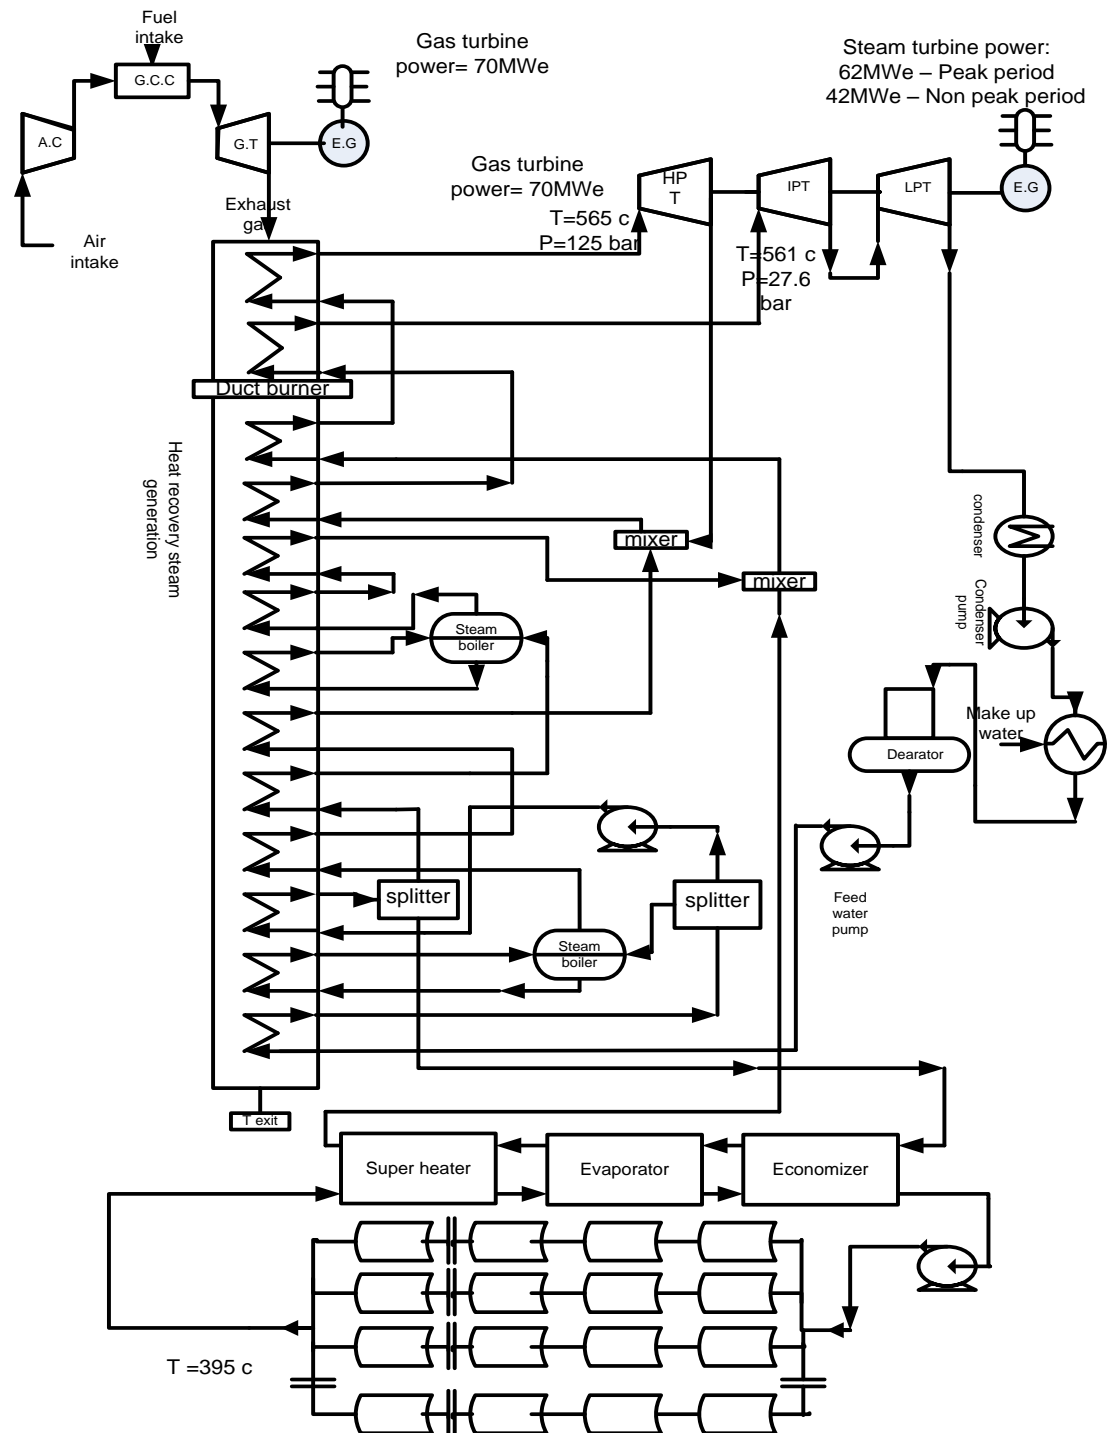 Fuel
intake
G.C.C
A.C
G.T
E.G
Gas turbine
power= 70MWe
Steam turbine power:
62MWe – Peak period
42MWe – Non peak period
E.G
Gas turbine
power= 70MWe
HP
T
IPT
LPT
T=565 c
P=125 bar
T=561 c
P=27.6
bar
Exhaust
gas
Air
intake
Duct burner
Heat recovery steam
generation
mixer
mixer
condenser
Condenser
pump
Steam
boiler
Make up
water
Dearator
Feed
water
pump
splitter
splitter
Steam
boiler
T exit
Super heater
Evaporator
Economizer
T =395 c